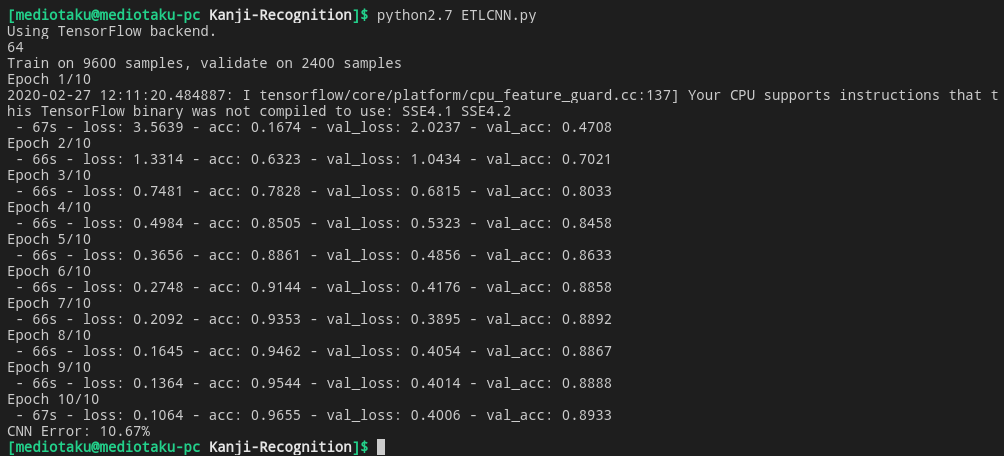 [mediotaku@mediotaku-pc Kanji-Recognition]$ python2.7 ETLCNN.py
Using TensorFlow backend.
64
Train on 9600 samples, validate on 2400 samples
Epoch 1/10
2020-02-27 12:11:20.484887: I tensorflow/core/platform/cpu_feature_guard.cc:137] Your CPU supports instructions that t
his TensorFlow binary was not compiled to use: SSE4.1 SSE4.2
 - 67s - loss: 3.5639 - acc: 0.1674 - val_loss: 2.0237 - val_acc: 0.4708
Epoch 2/10
 - 66s - loss: 1.3314 - acc: 0.6323 - val_loss: 1.0434 - val_acc: 0.7021
Epoch 3/10
 - 66s - loss: 0.7481 - acc: 0.7828 - val_loss: 0.6815 - val_acc: 0.8033
Epoch 4/10
 - 66s - loss: 0.4984 - acc: 0.8505 - val_loss: 0.5323 - val_acc: 0.8458
Epoch 5/10
 - 66s - loss: 0.3656 - acc: 0.8861 - val_loss: 0.4856 - val_acc: 0.8633
Epoch 6/10
 - 66s - loss: 0.2748 - acc: 0.9144 - val_loss: 0.4176 - val_acc: 0.8858
Epoch 7/10
 - 66s - loss: 0.2092 - acc: 0.9353 - val_loss: 0.3895 - val_acc: 0.8892
Epoch 8/10
 - 66s - loss: 0.1645 - acc: 0.9462 - val_loss: 0.4054 - val_acc: 0.8867
Epoch 9/10
 - 66s - loss: 0.1364 - acc: 0.9544 - val_loss: 0.4014 - val_acc: 0.8888
Epoch 10/10
 - 67s - loss: 0.1064 - acc: 0.9655 - val_loss: 0.4006 - val_acc: 0.8933
CNN Error: 10.67%
[mediotaku@mediotaku-pc Kanji-Recognition]$